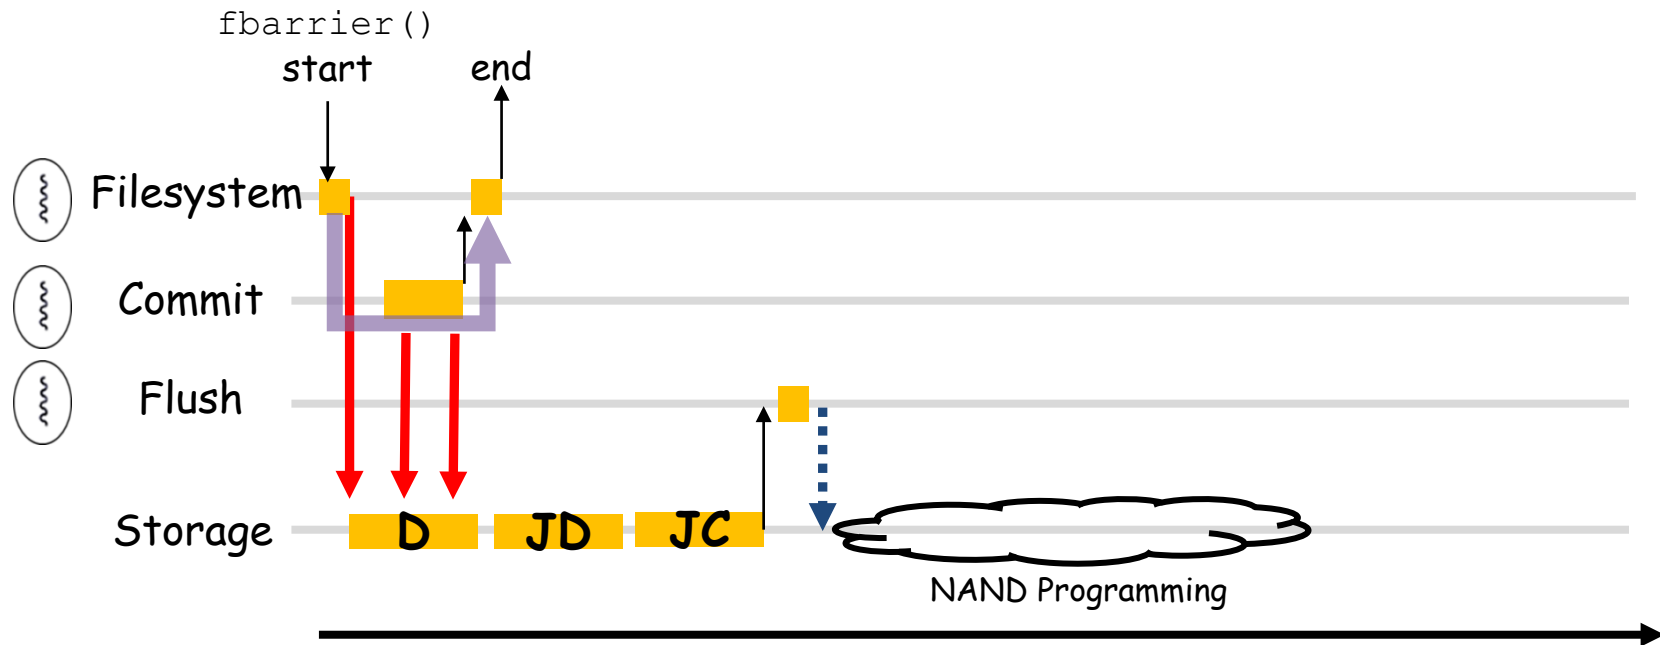 fbarrier()
start end
Filesystem
Commit
Flush
Storage D JD JC
NAND Programming